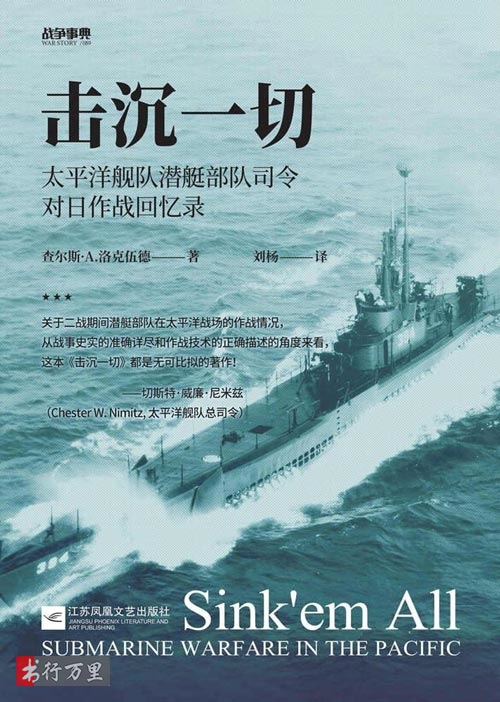 战争事典
WAR STORY / 089
击沉一切
太平洋舰队潜艇部队司令
对日作战回忆录
查尔斯·A.洛克伍德——著 刘杨——译
★★★
关于二战期间潜艇部队在太平洋战场的作战情况，
从战事史实的准确详尽和作战技术的正确描述的角度来看，
这本《击沉一切》都是无可比拟的著作！
——切斯特·威廉·尼米兹
（Chester W. Nimitz, 太平洋舰队总司令）
394
江苏凤凰文艺出版社
JIANGSU PHOENIX LITERATURE AND
ART PUBLISHING
Sink'em All
SUBMARINE WARFARE IN THE PACIFIC
书行万里